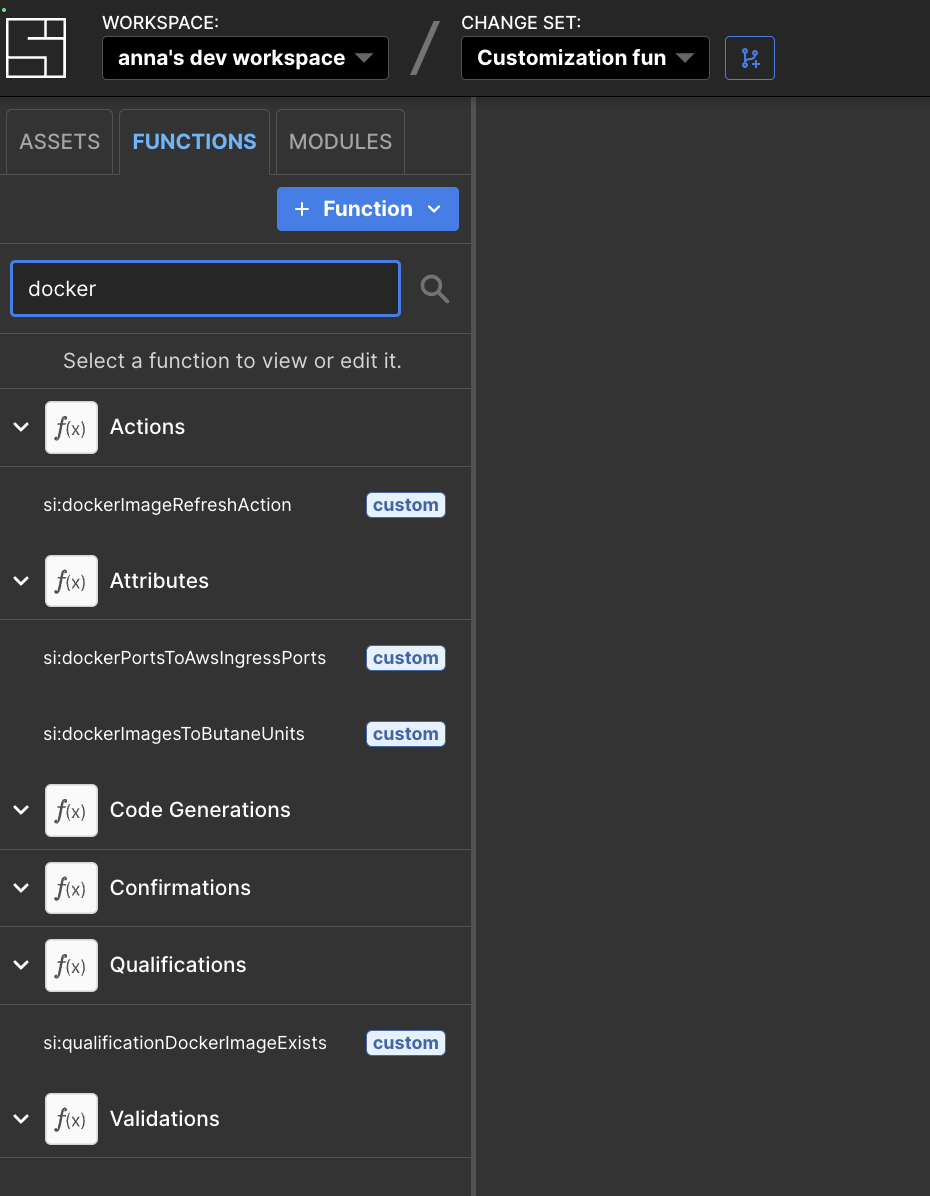 WORKSPACE:
CHANGE SET:
anna's dev workspace
Customization fun
ASSETS
FUNCTIONS
MODULES
+ Function
docker
Select a function to view or edit it.
f(x) Actions
si:dockerImageRefreshAction custom
f(x) Attributes
si:dockerPortsToAwsIngressPorts custom
si:dockerImagesToButaneUnits custom
f(x) Code Generations
f(x) Confirmations
f(x) Qualifications
si:qualificationDockerImageExists custom
f(x) Validations